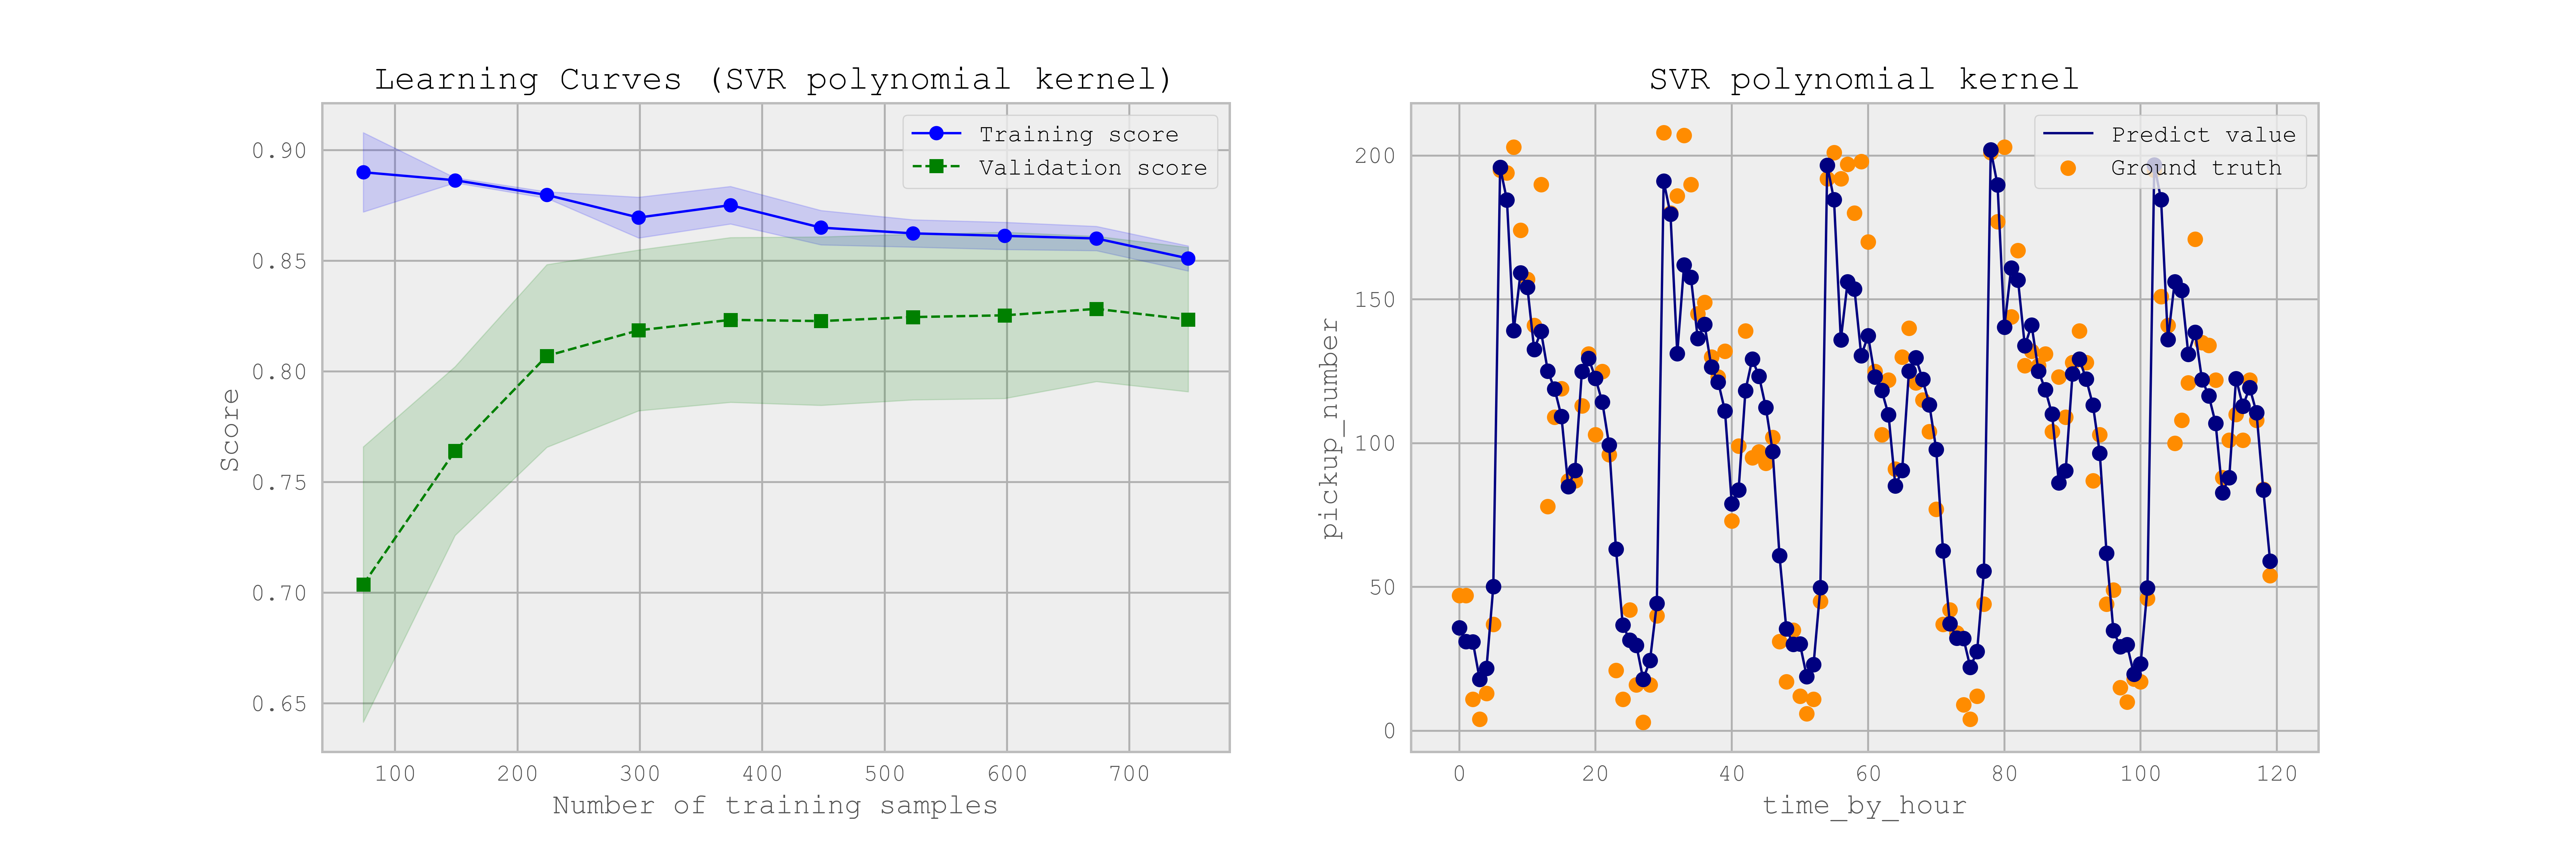 Learning Curves (SVR polynomial kernel)
Training score
Validation score
0.90
0.85
0.80
0.75
0.70
0.65
Score
100 200 300 400 500 600 700
Number of training samples
SVR polynomial kernel
Predict value
Ground truth
200
150
100
50
0
pickup_number
0 20 40 60 80 100 120
time_by_hour